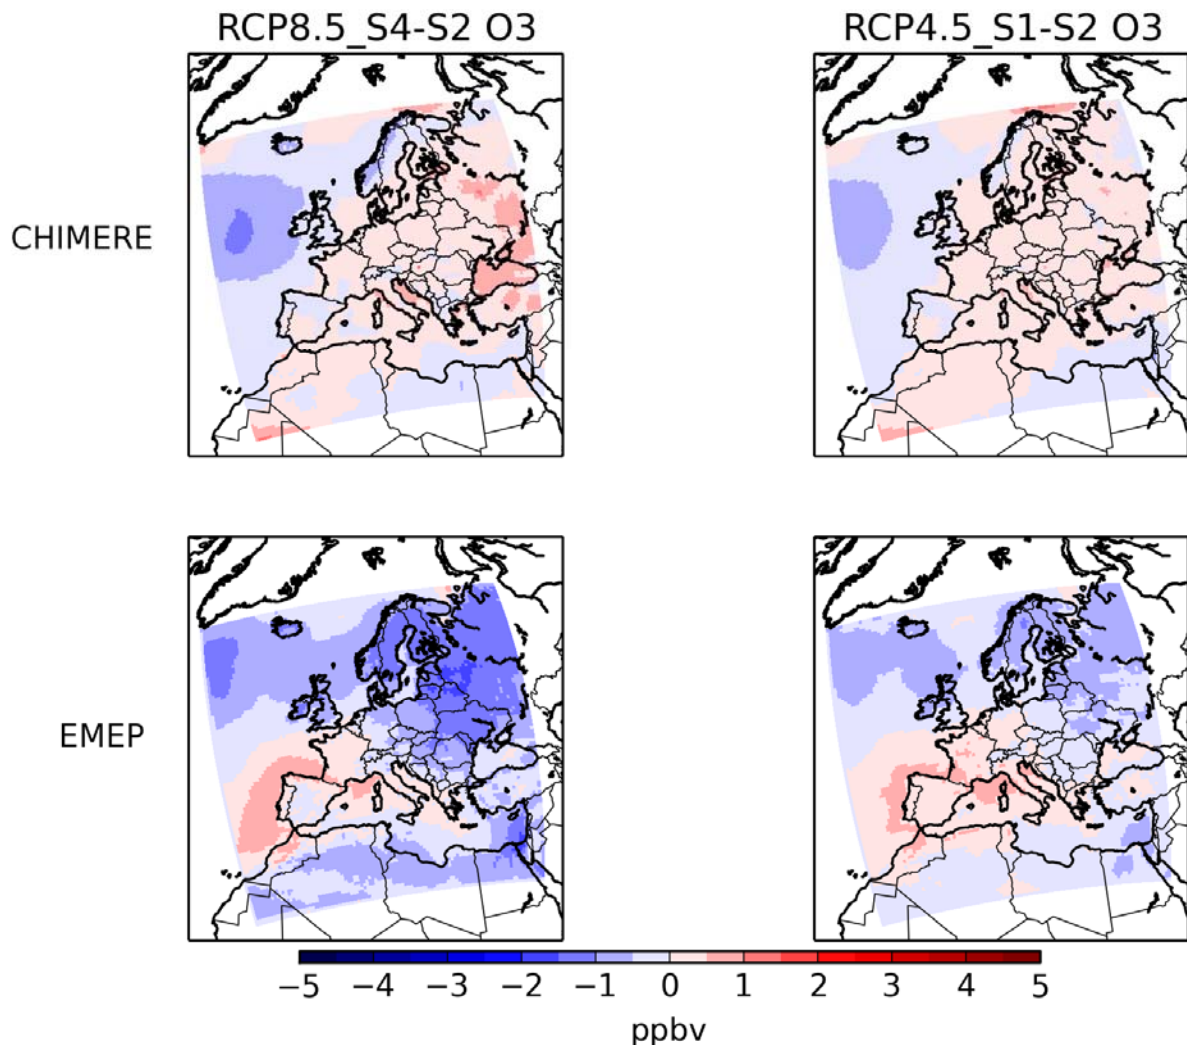 RCP8.5_S4-S2 O3 RCP4.5_S1-S2 O3
CHIMERE
EMEP
−5 −4 −3 −2 −1 0 1 2 3 4 5
ppbv